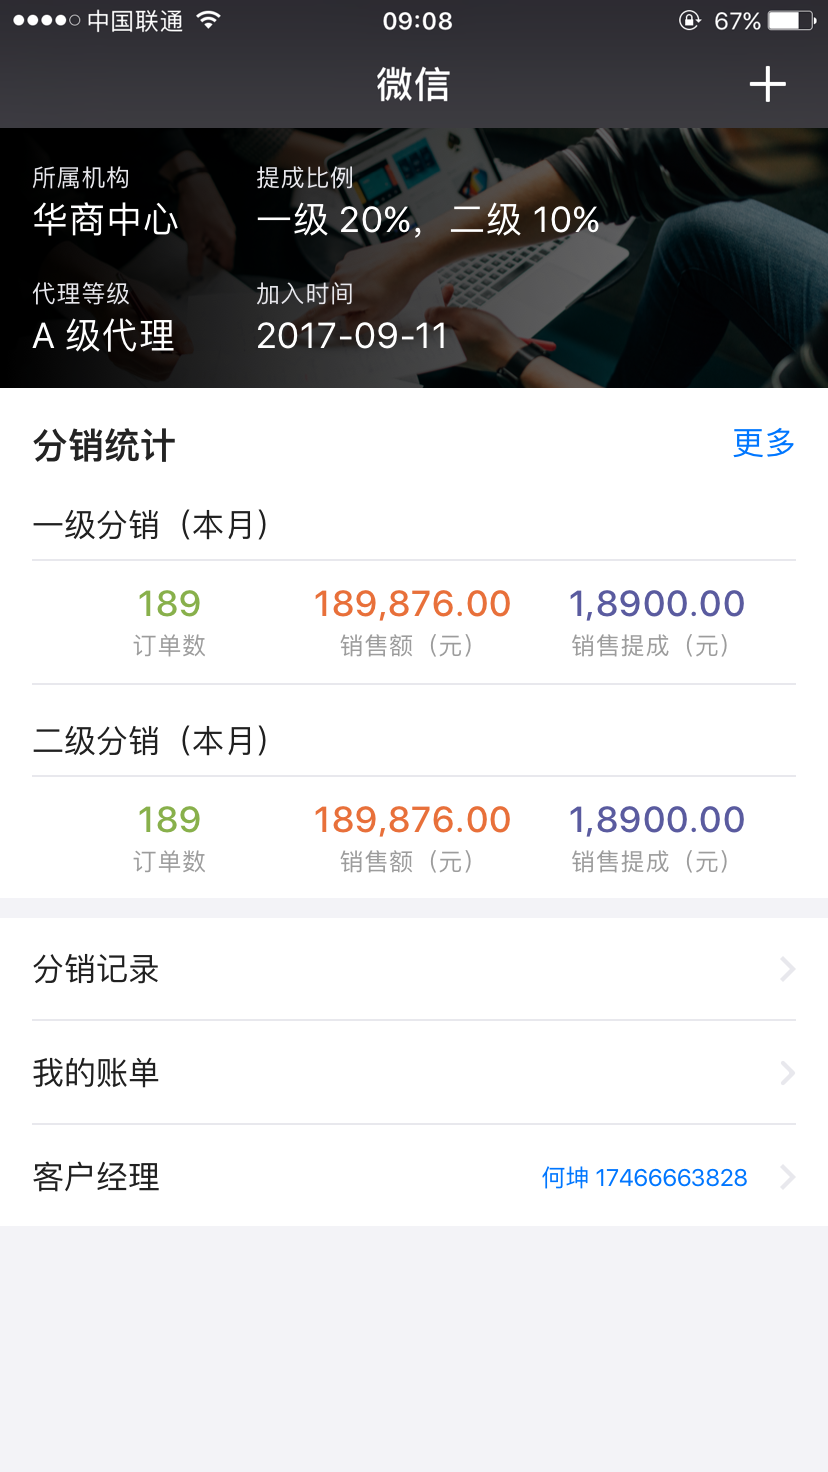 中国联通 09:08 67%
微信
所属机构 提成比例
华商中心 一级 20%，二级 10%
代理等级 加入时间
A 级代理 2017-09-11
分销统计 更多
一级分销（本月）
189 189,876.00 1,8900.00
订单数 销售额（元） 销售提成（元）
二级分销（本月）
189 189,876.00 1,8900.00
订单数 销售额（元） 销售提成（元）
分销记录
我的账单
客户经理 何坤 17466663828